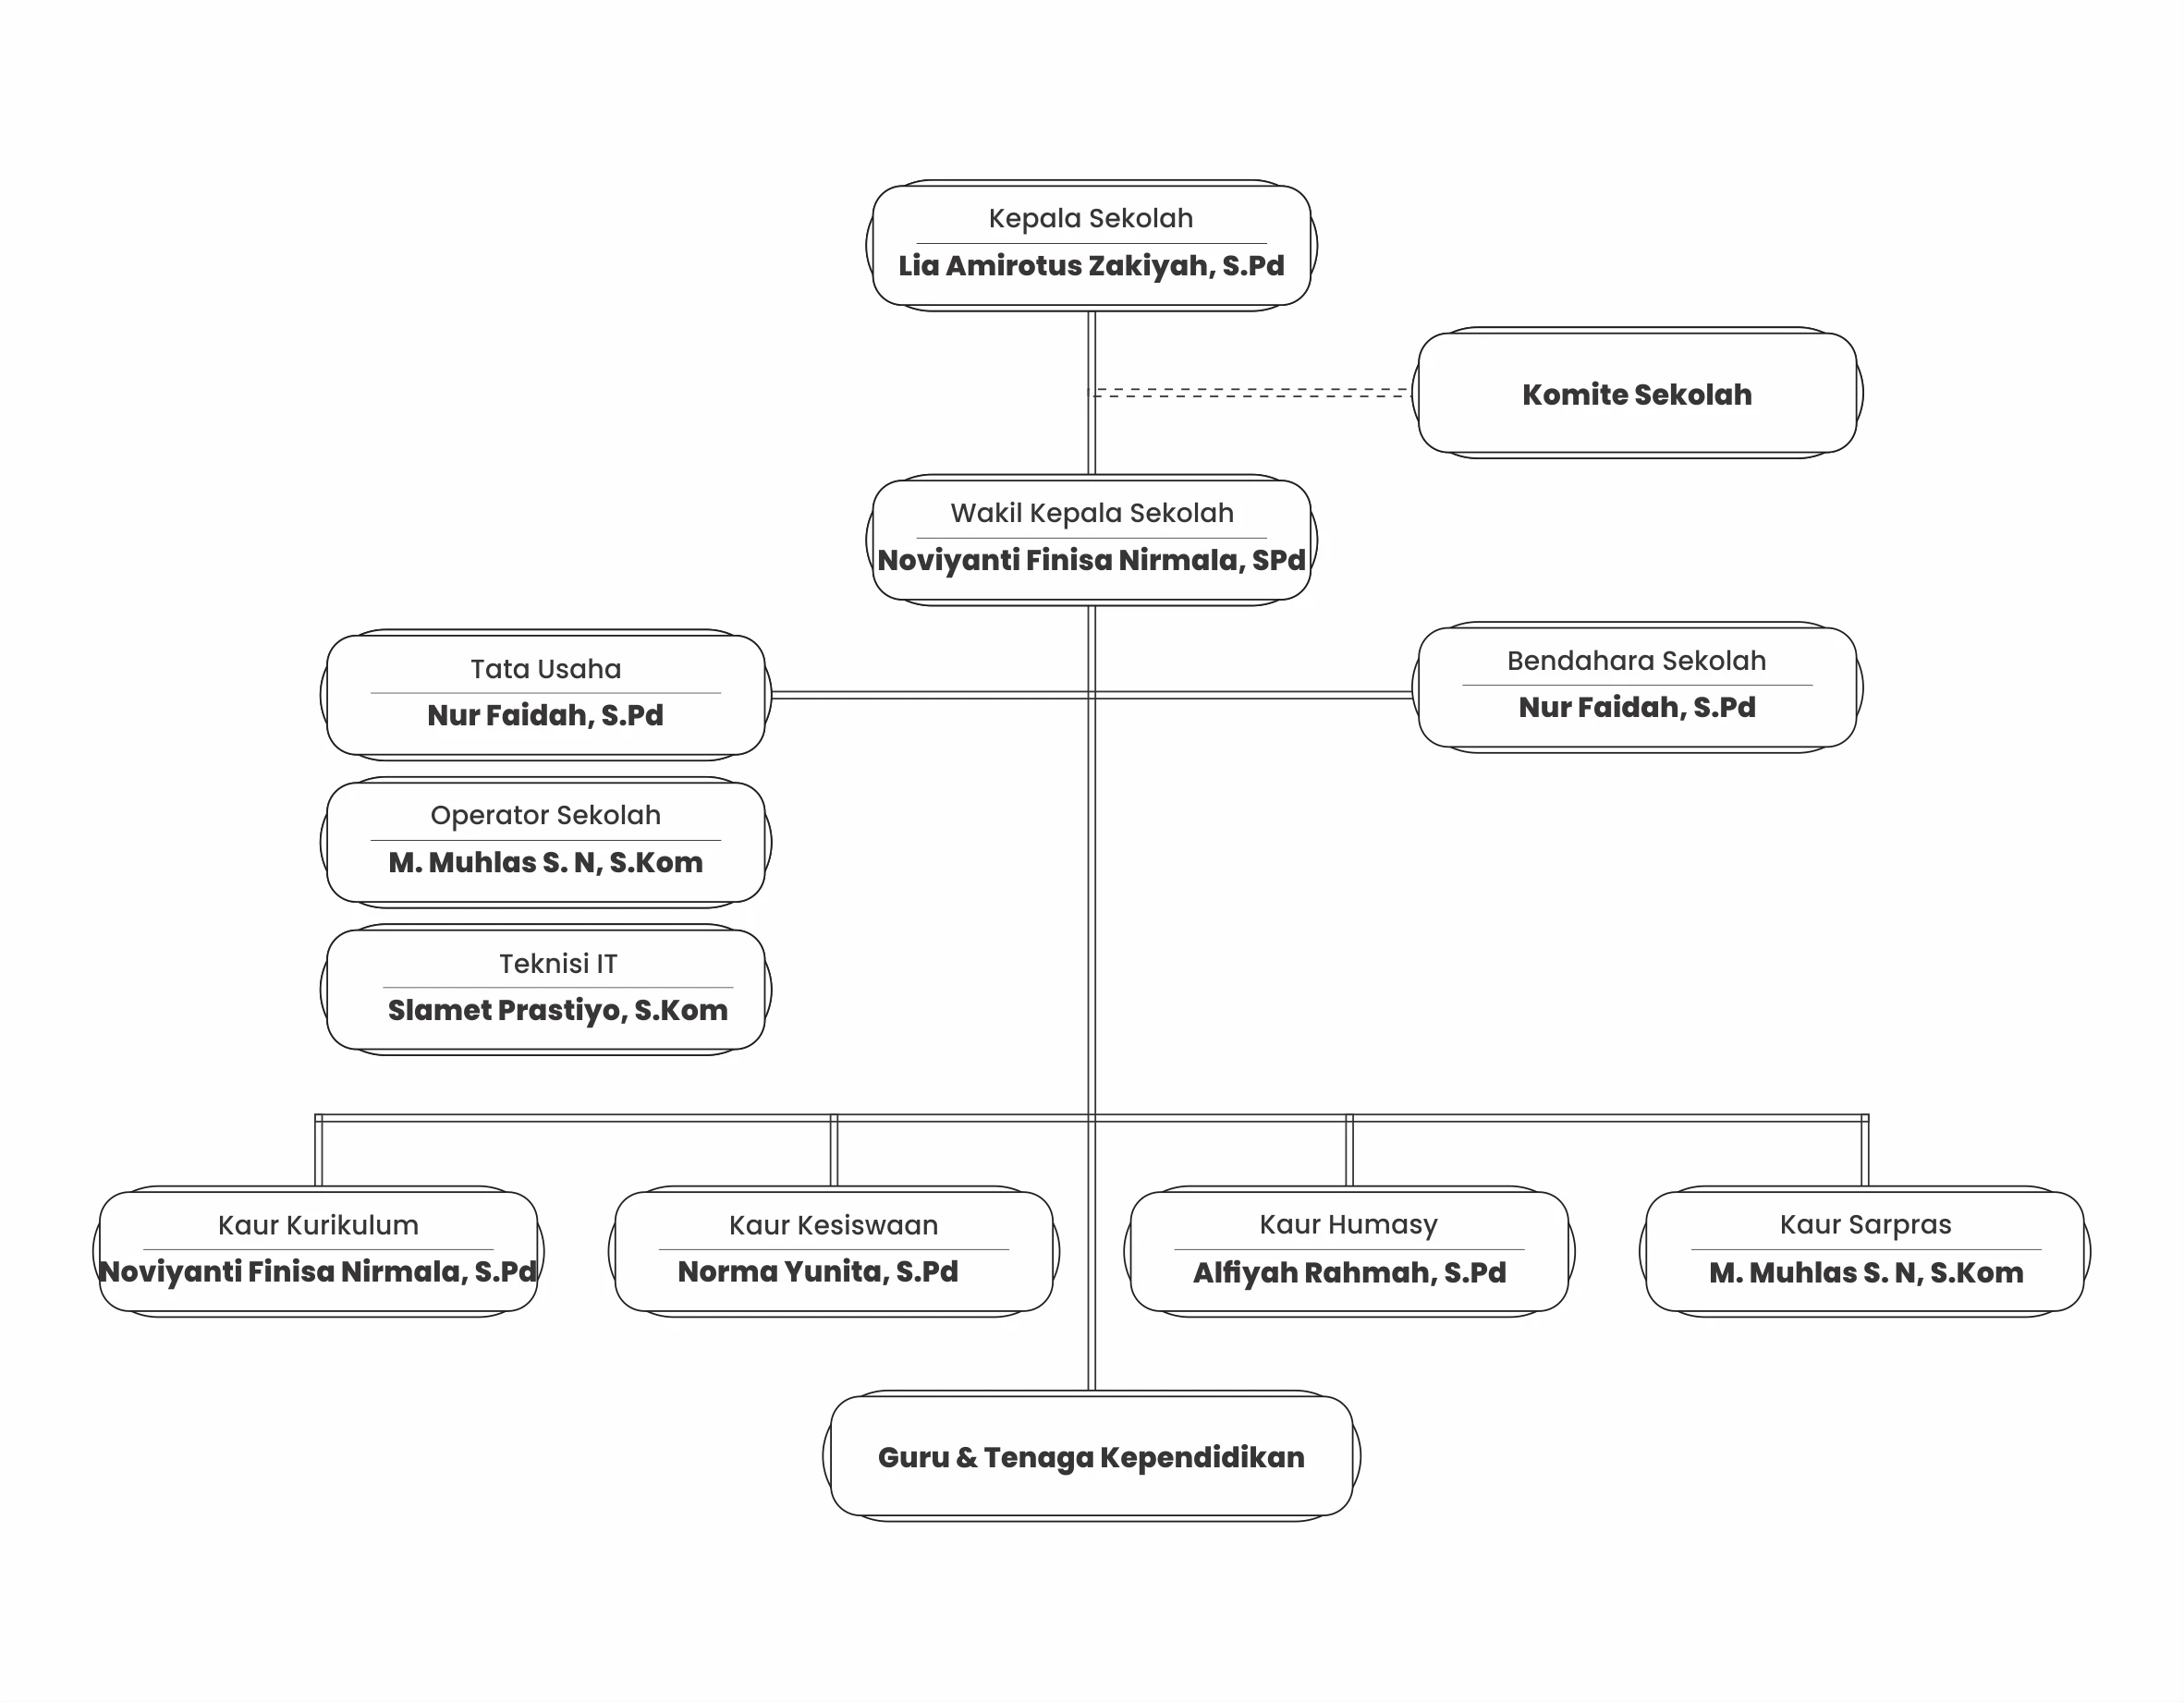 Kepala Sekolah
Lia Amirotus Zakiyah, S.Pd
Komite Sekolah
Wakil Kepala Sekolah
Noviyanti Finisa Nirmala, SPd
Tata Usaha
Nur Faidah, S.Pd
Bendahara Sekolah
Nur Faidah, S.Pd
Operator Sekolah
M. Muhlas S. N, S.Kom
Teknisi IT
Slamet Prastiyo, S.Kom
Kaur Kurikulum
Noviyanti Finisa Nirmala, S.Pd
Kaur Kesiswaan
Norma Yunita, S.Pd
Kaur Humasy
Alfiyah Rahmah, S.Pd
Kaur Sarpras
M. Muhlas S. N, S.Kom
Guru & Tenaga Kependidikan